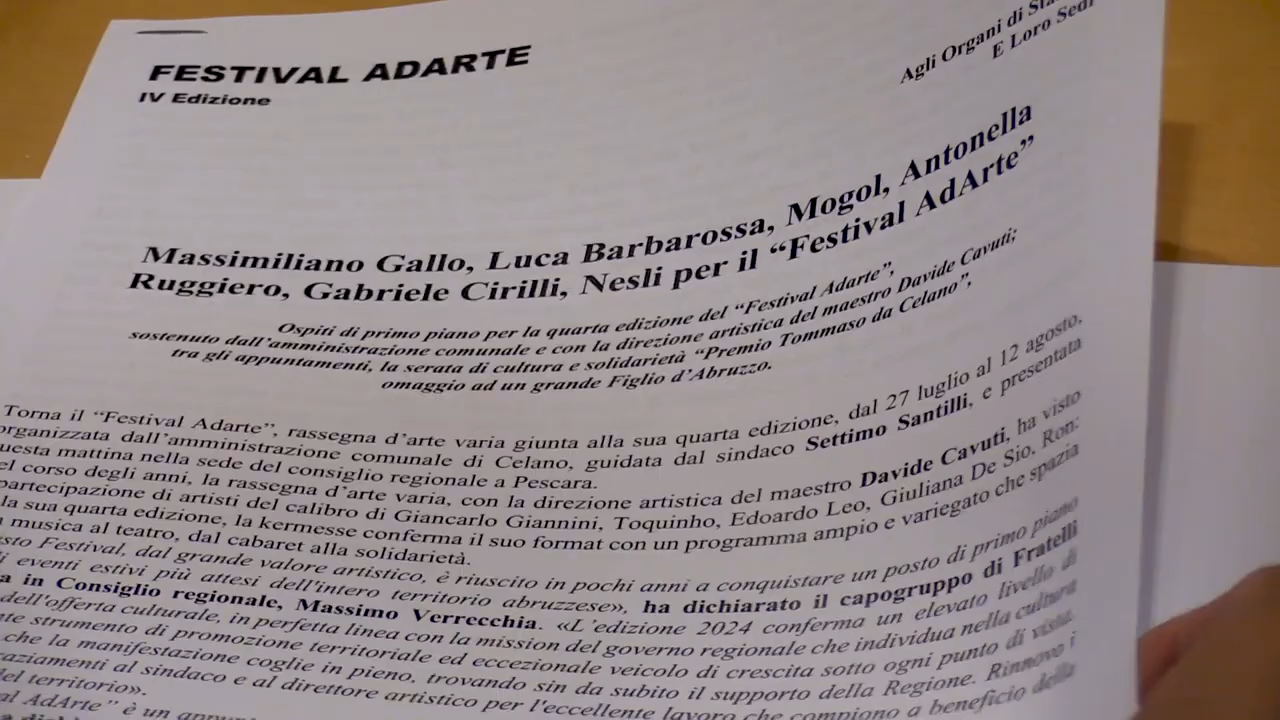 FESTIVAL ADARTE
IV Edizione
Agli Organi di
E Loro Sedi
Massimiliano Gallo, Luca Barbarossa, Mogol, Antonella
Ruggiero, Gabriele Cirilli, Nesli per il “Festival AdArte”
Ospiti di primo piano per la quarta edizione del “Festival Adarte”,
sostenuto dall’amministrazione comunale e con la direzione artistica del maestro Davide Cavuti;
tra gli appuntamenti, la serata di cultura e solidarietà “Premio Tommaso da Celano”,
omaggio ad un grande Figlio d’Abruzzo.
Torna il “Festival Adarte”, rassegna d’arte varia giunta alla sua quarta edizione, dal 27 luglio al 12 agosto,
organizzata dall’amministrazione comunale di Celano, guidata dal sindaco Settimo Santilli, e presentata
uesta mattina nella sede del consiglio regionale a Pescara.
el corso degli anni, la rassegna d’arte varia, con la direzione artistica del maestro Davide Cavuti, ha visto
partecipazione di artisti del calibro di Giancarlo Giannini, Toquinho, Edoardo Leo, Giuliana De Sio, Ron:
la sua quarta edizione, la kermesse conferma il suo format con un programma ampio e variegato che spazia
musica al teatro, dal cabaret alla solidarietà.
sto Festival, dal grande valore artistico, è riuscito in pochi anni a conquistare un posto di primo piano
i eventi estivi più attesi dell'intero territorio abruzzese», ha dichiarato il capogruppo di Fratelli
a in Consiglio regionale, Massimo Verrecchia. «L’edizione 2024 conferma un elevato livello di
dell'offerta culturale, in perfetta linea con la mission del governo regionale che individua nella cultura
te strumento di promozione territoriale ed eccezionale veicolo di crescita sotto ogni punto di vista.
che la manifestazione coglie in pieno, trovando sin da subito il supporto della Regione. Rinnovo i
raziamenti al sindaco e al direttore artistico per l'eccellente lavoro che compiono a beneficio della
el territorio».
al AdArte” è un